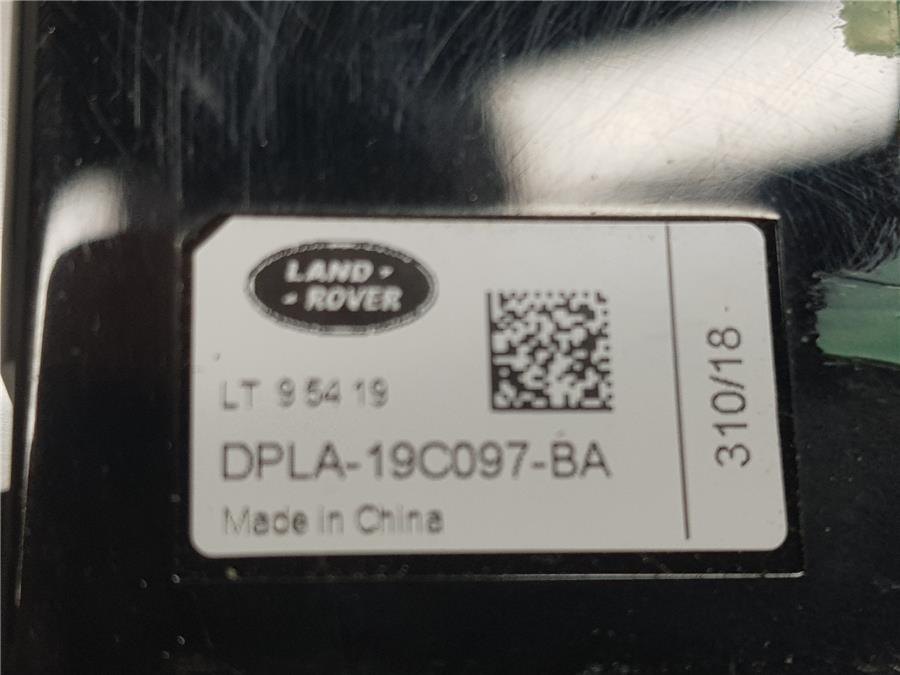 LAND -
- ROVER
LT 9 54 19
DPLA-19C097-BA
Made in China
310/18